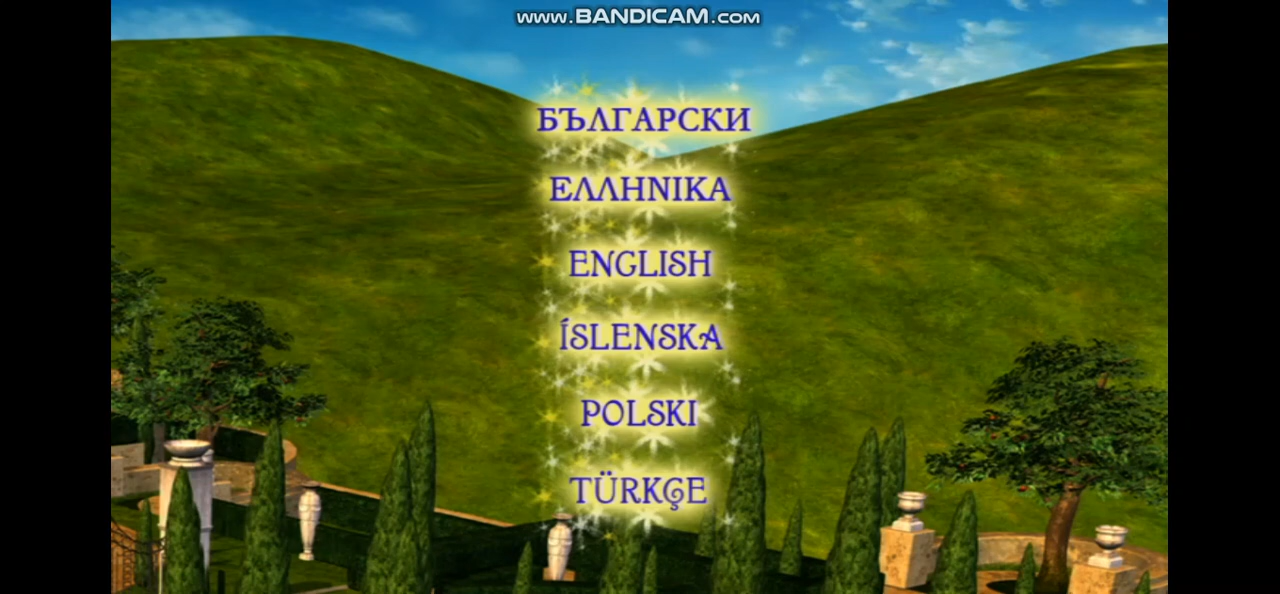 www.BANDICAM.com
БЪЛГАРСКИ
ΕΛΛΗΝΙΚΑ
ENGLISH
ÍSLENSKA
POLSKI
TÜRKÇE